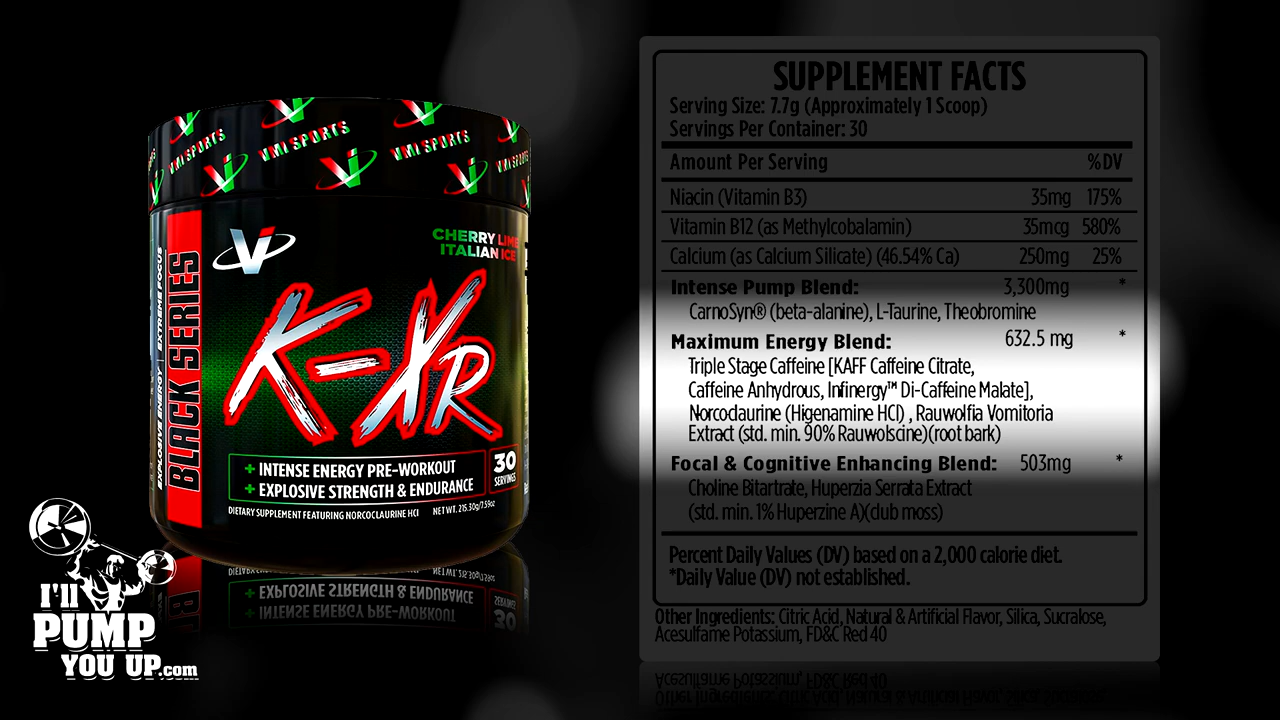 VMI SPORTS
VMI SPORTS
VMI SPORTS
VMI SPORTS
CHERRY LIME
ITALIAN ICE
BLACK SERIES
EXPLOSIVE ENERGY | EXTREME FOCUS
K-XR
+ INTENSE ENERGY PRE-WORKOUT
+ EXPLOSIVE STRENGTH & ENDURANCE
30
SERVINGS
DIETARY SUPPLEMENT FEATURING NORCOCLAURINE HCl NET WT. 215.30g/7.59oz
I'll
PUMP
YOU UP.com
SUPPLEMENT FACTS
Serving Size: 7.7g (Approximately 1 Scoop)
Servings Per Container: 30
Amount Per Serving %DV
Niacin (Vitamin B3) 35mg 175%
Vitamin B12 (as Methylcobalamin) 35mcg 580%
Calcium (as Calcium Silicate) (46.54% Ca) 250mg 25%
Intense Pump Blend: 3,300mg *
CarnoSyn® (beta-alanine), L-Taurine, Theobromine
Maximum Energy Blend: 632.5 mg *
Triple Stage Caffeine [KAFF Caffeine Citrate,
Caffeine Anhydrous, Infinergy™ Di-Caffeine Malate],
Norcoclaurine (Higenamine HCl) , Rauwolfia Vomitoria
Extract (std. min. 90% Rauwolscine)(root bark)
Focal & Cognitive Enhancing Blend: 503mg *
Choline Bitartrate, Huperzia Serrata Extract
(std. min. 1% Huperzine A)(club moss)
Percent Daily Values (DV) based on a 2,000 calorie diet.
*Daily Value (DV) not established.
Other Ingredients: Citric Acid, Natural & Artificial Flavor, Silica, Sucralose,
Acesulfame Potassium, FD&C Red 40